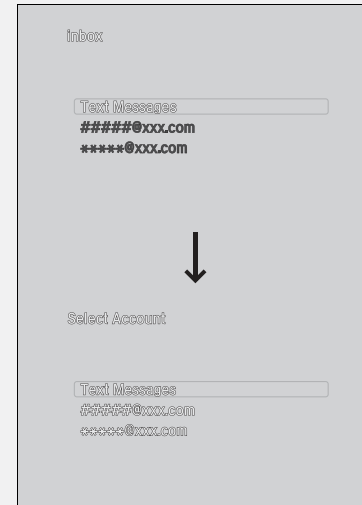 inbox
Text Messages
#####@xxx.com
*****@xxx.com
Select Account
Text Messages
#####@xxx.com
*****@xxx.com